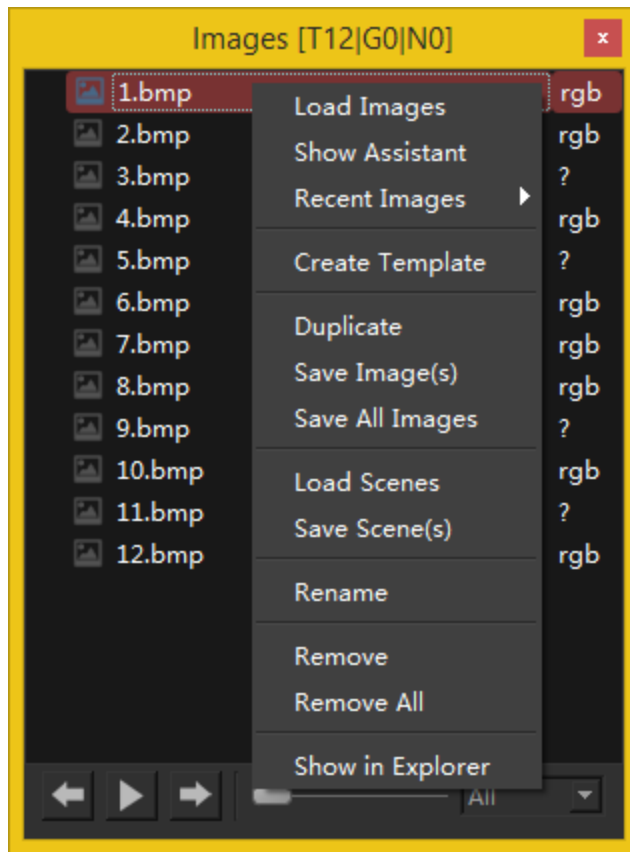 Images [T12|G0|N0]
x
1.bmp rgb
2.bmp rgb
3.bmp ?
4.bmp rgb
5.bmp ?
6.bmp rgb
7.bmp rgb
8.bmp rgb
9.bmp ?
10.bmp rgb
11.bmp ?
12.bmp rgb
Load Images
Show Assistant
Recent Images
Create Template
Duplicate
Save Image(s)
Save All Images
Load Scenes
Save Scene(s)
Rename
Remove
Remove All
Show in Explorer
All